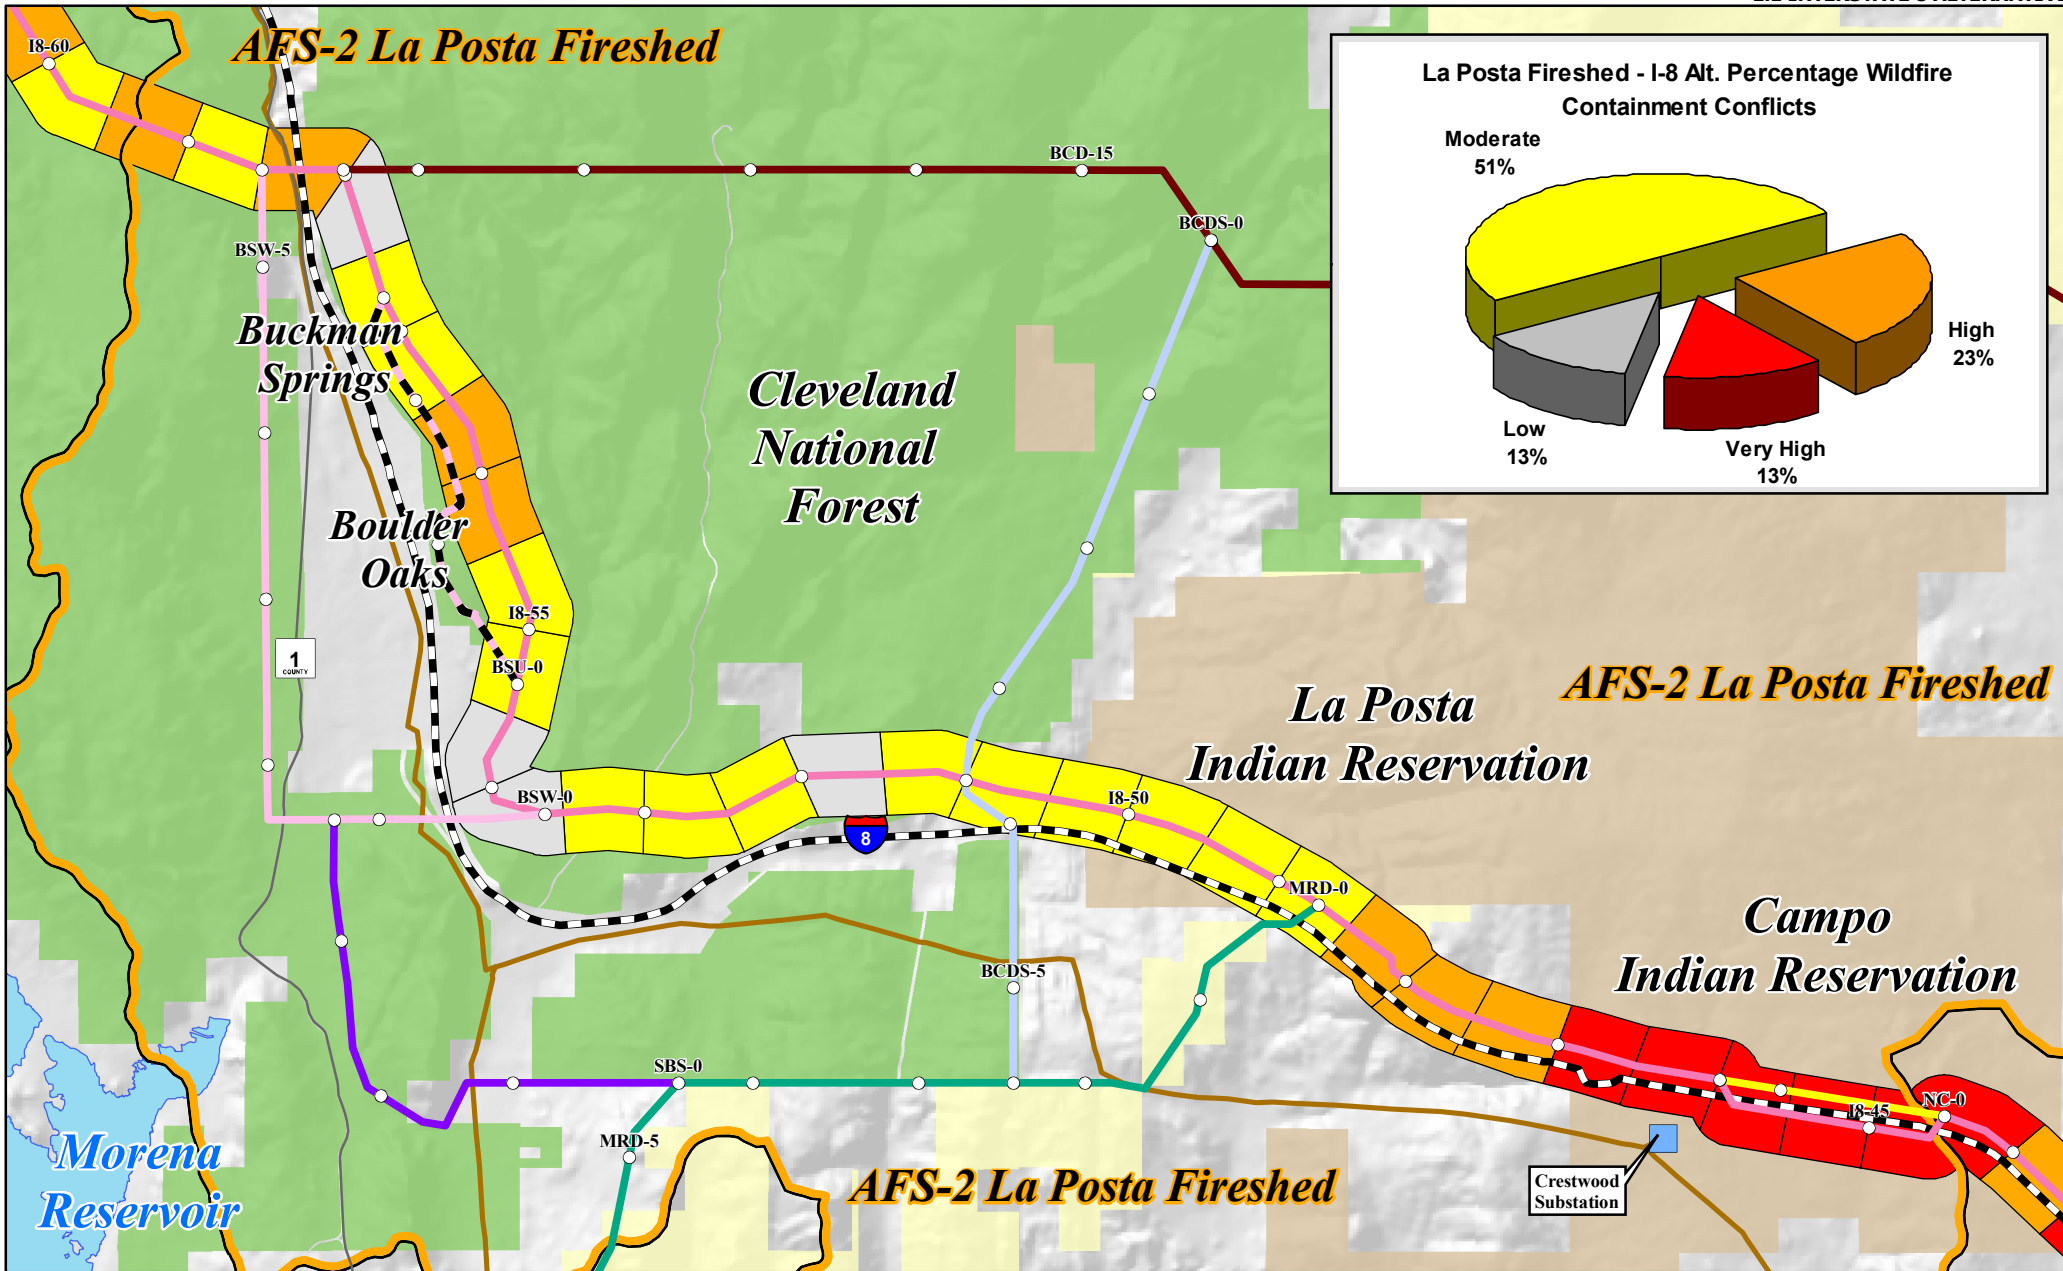 I8-60
AFS-2 La Posta Fireshed
La Posta Fireshed - I-8 Alt. Percentage Wildfire
Containment Conflicts
Moderate
51%
High
23%
Low
13%
Very High
13%
BCD-15
BCDS-0
BSW-5
Buckman
Springs
Cleveland
National
Forest
Boulder
Oaks
I8-55
1
COUNTY
BSU-0
AFS-2 La Posta Fireshed
La Posta
Indian Reservation
BSW-0
I8-50
8
MRD-0
Campo
Indian Reservation
BCDS-5
SBS-0
I8-45
NC-0
MRD-5
Morena
Reservoir
AFS-2 La Posta Fireshed
Crestwood
Substation